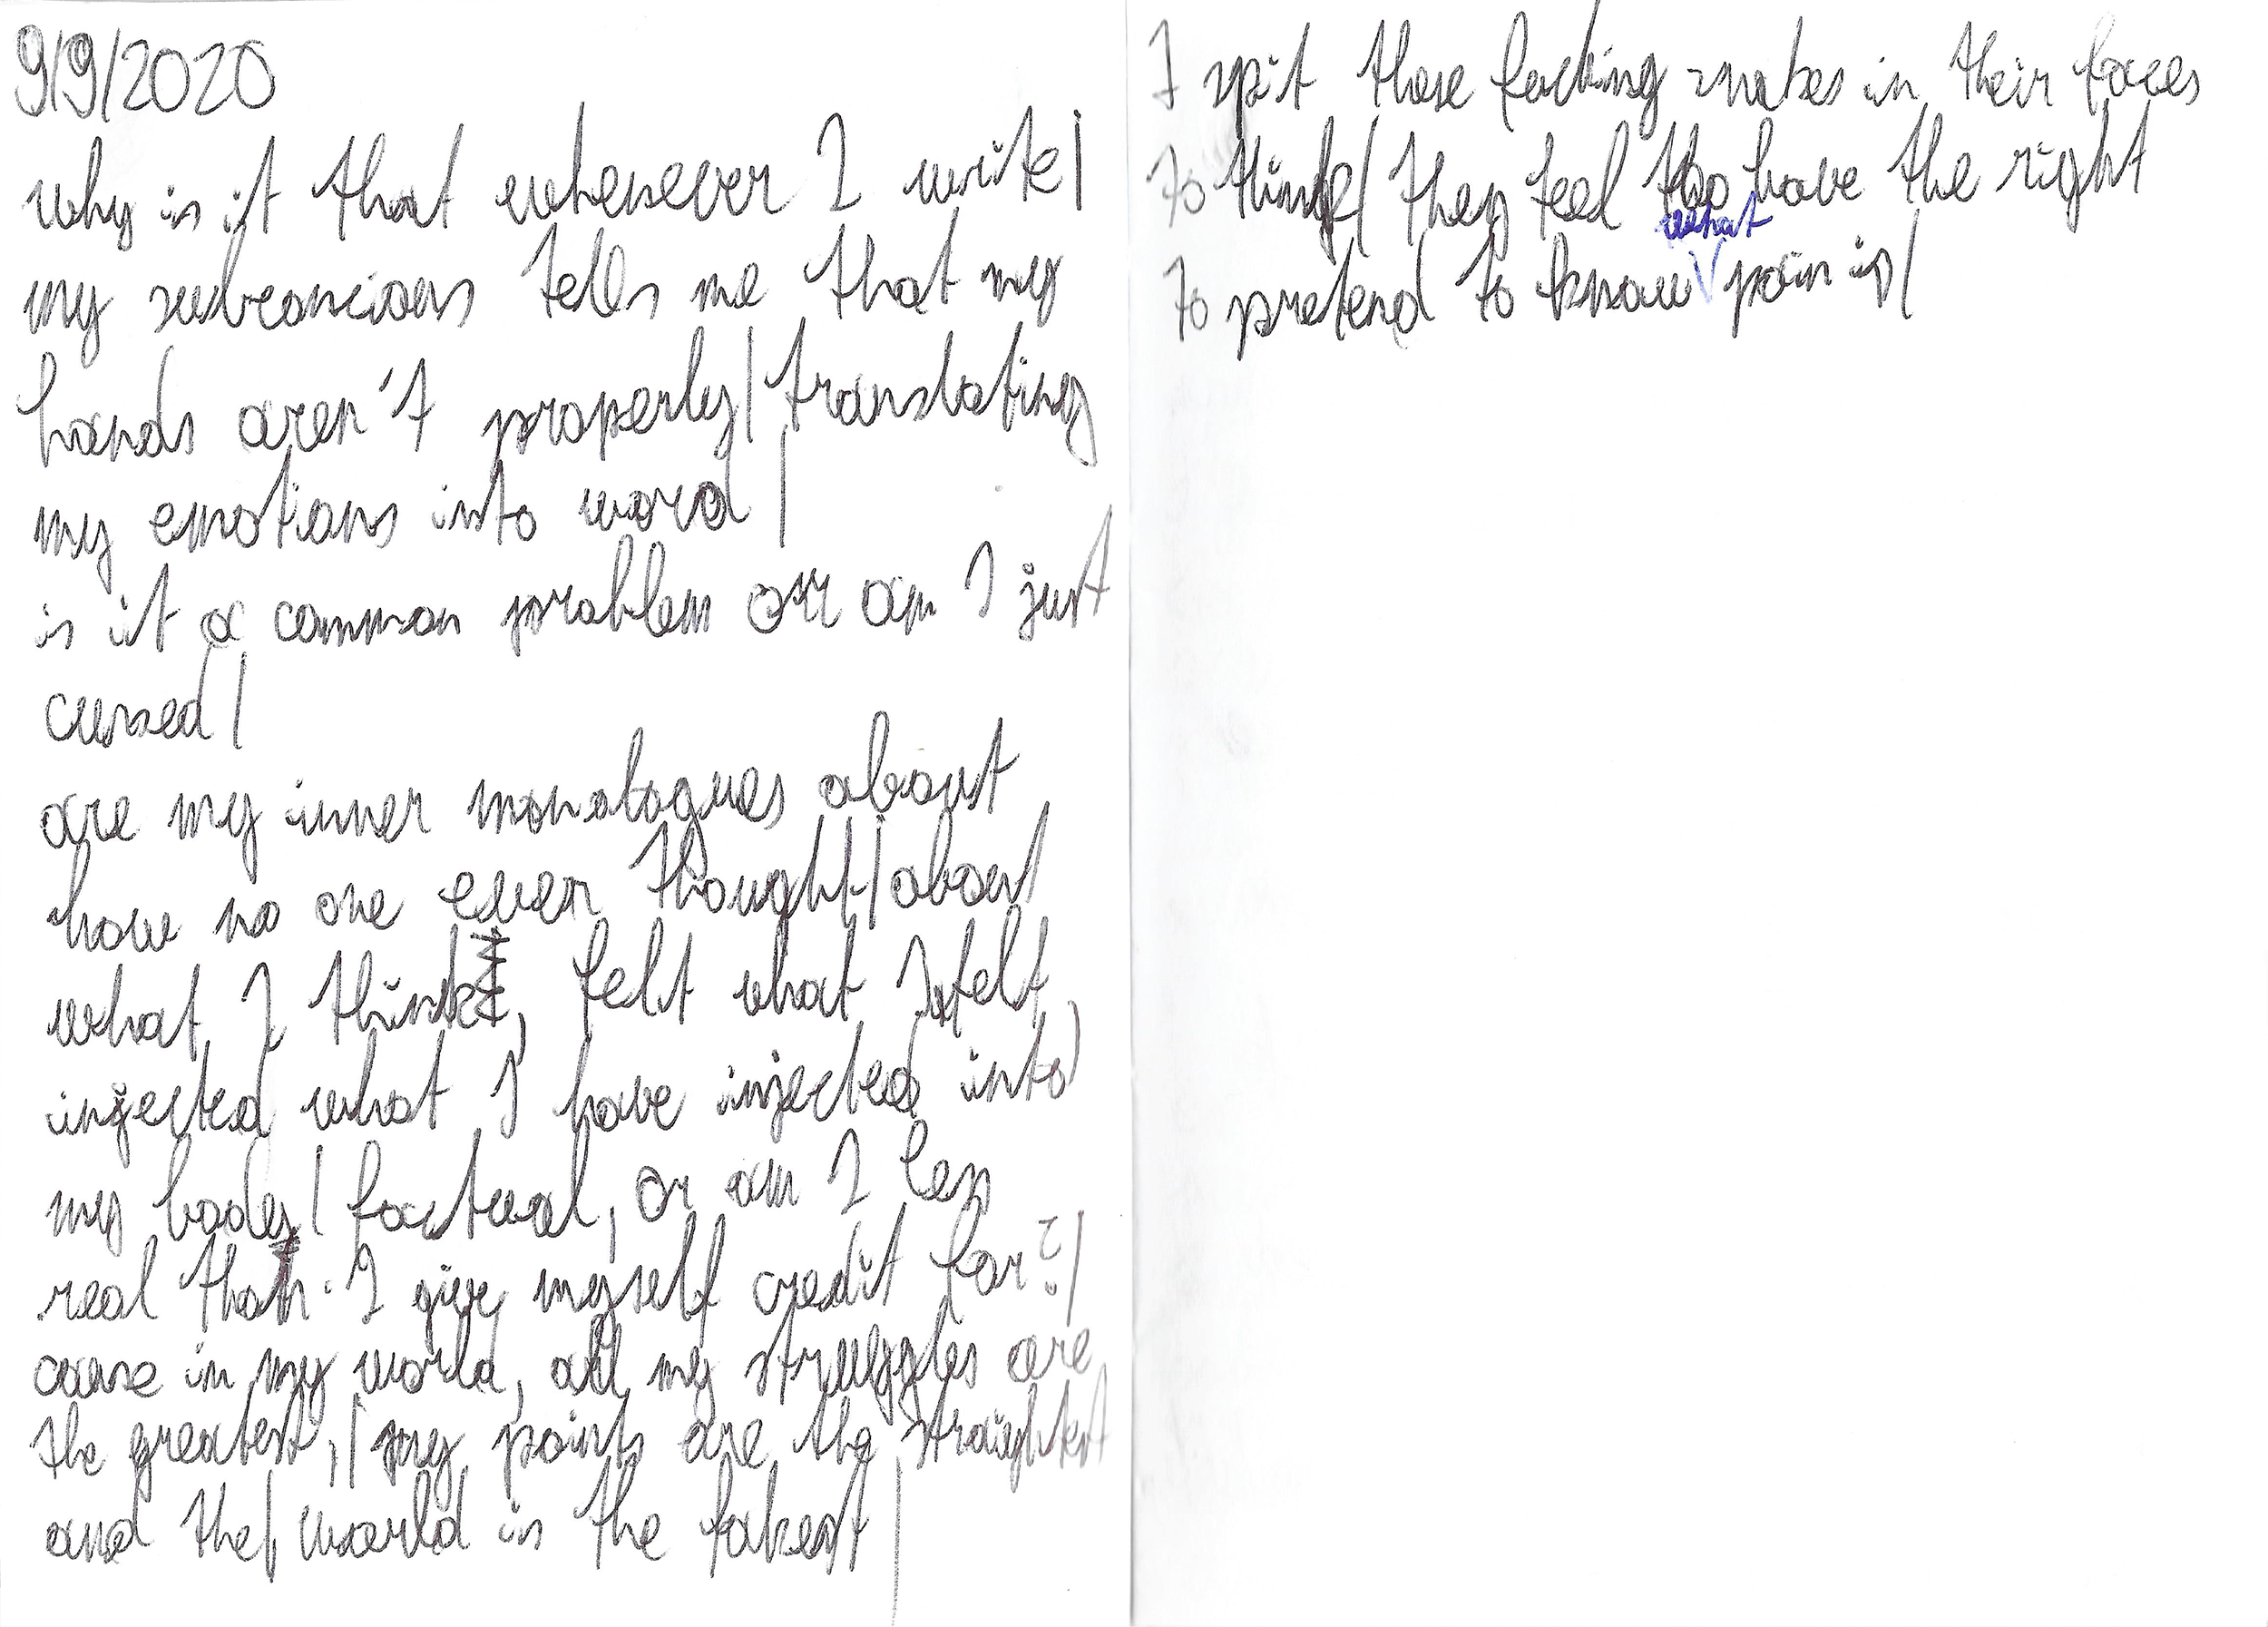 9/9/2020
why is it that whenever I write/
my subconcious tells me that my
hands aren't properly/translating
my emotions into word/
is it a common problem or am I just
cursed/
are my inner monologues about
how no one ever thought/about
what I think, felt what I felt
injected what I have injected into
my body/factual, or am I less
real than I give myself credit for?/
cause in my world, all my struggles are
the greatest,/my points are the straightest
and the/world is the fakest/
I spit those fucking snakes in their faces
to think/they feel to have the right
to pretend to know what pain is/